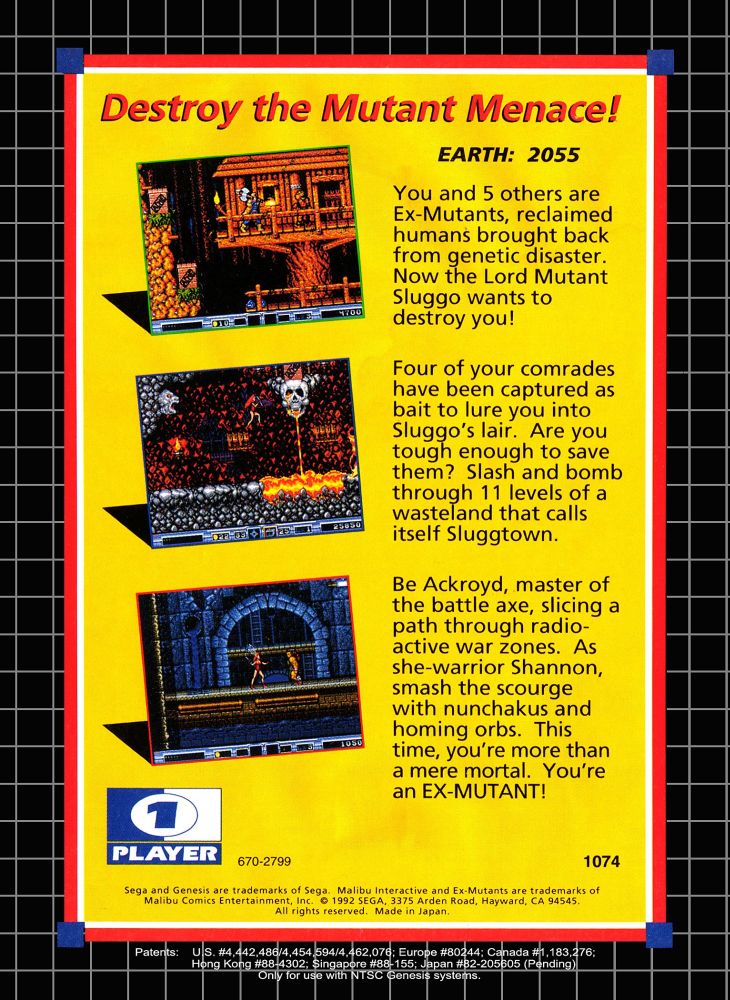 Destroy the Mutant Menace!
EARTH: 2055
You and 5 others are
Ex-Mutants, reclaimed
humans brought back
from genetic disaster.
Now the Lord Mutant
Sluggo wants to
destroy you!
Four of your comrades
have been captured as
bait to lure you into
Sluggo's lair. Are you
tough enough to save
them? Slash and bomb
through 11 levels of a
wasteland that calls
itself Sluggtown.
Be Ackroyd, master of
the battle axe, slicing a
path through radio-
active war zones. As
she-warrior Shannon,
smash the scourge
with nunchakus and
homing orbs. This
time, you're more than
a mere mortal. You're
an EX-MUTANT!
4700
25850
1050
1
PLAYER
670-2799
1074
Sega and Genesis are trademarks of Sega. Malibu Interactive and Ex-Mutants are trademarks of
Malibu Comics Entertainment, Inc. © 1992 SEGA, 3375 Arden Road, Hayward, CA 94545.
All rights reserved. Made in Japan.
Patents: U.S. #4,442,486/4,454,594/4,462,076; Europe #80244; Canada #1,183,276;
Hong Kong #88-4302; Singapore #88-155; Japan #82-205605 (Pending)
Only for use with NTSC Genesis systems.